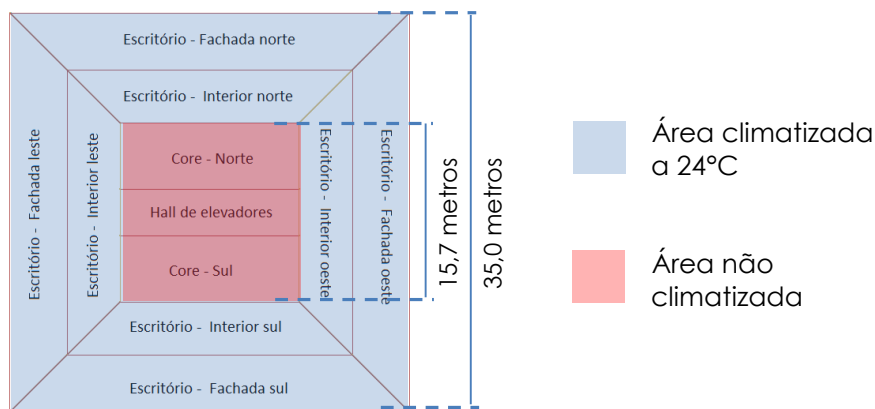 Escritório - Fachada norte
Escritório - Interior norte
Escritório - Fachada leste
Escritório - Interior leste
Core - Norte
Hall de elevadores
Core - Sul
Escritório - Interior oeste
Escritório - Fachada oeste
Escritório - Interior sul
Escritório - Fachada sul
15,7 metros
35,0 metros
Área climatizada
a 24°C
Área não
climatizada